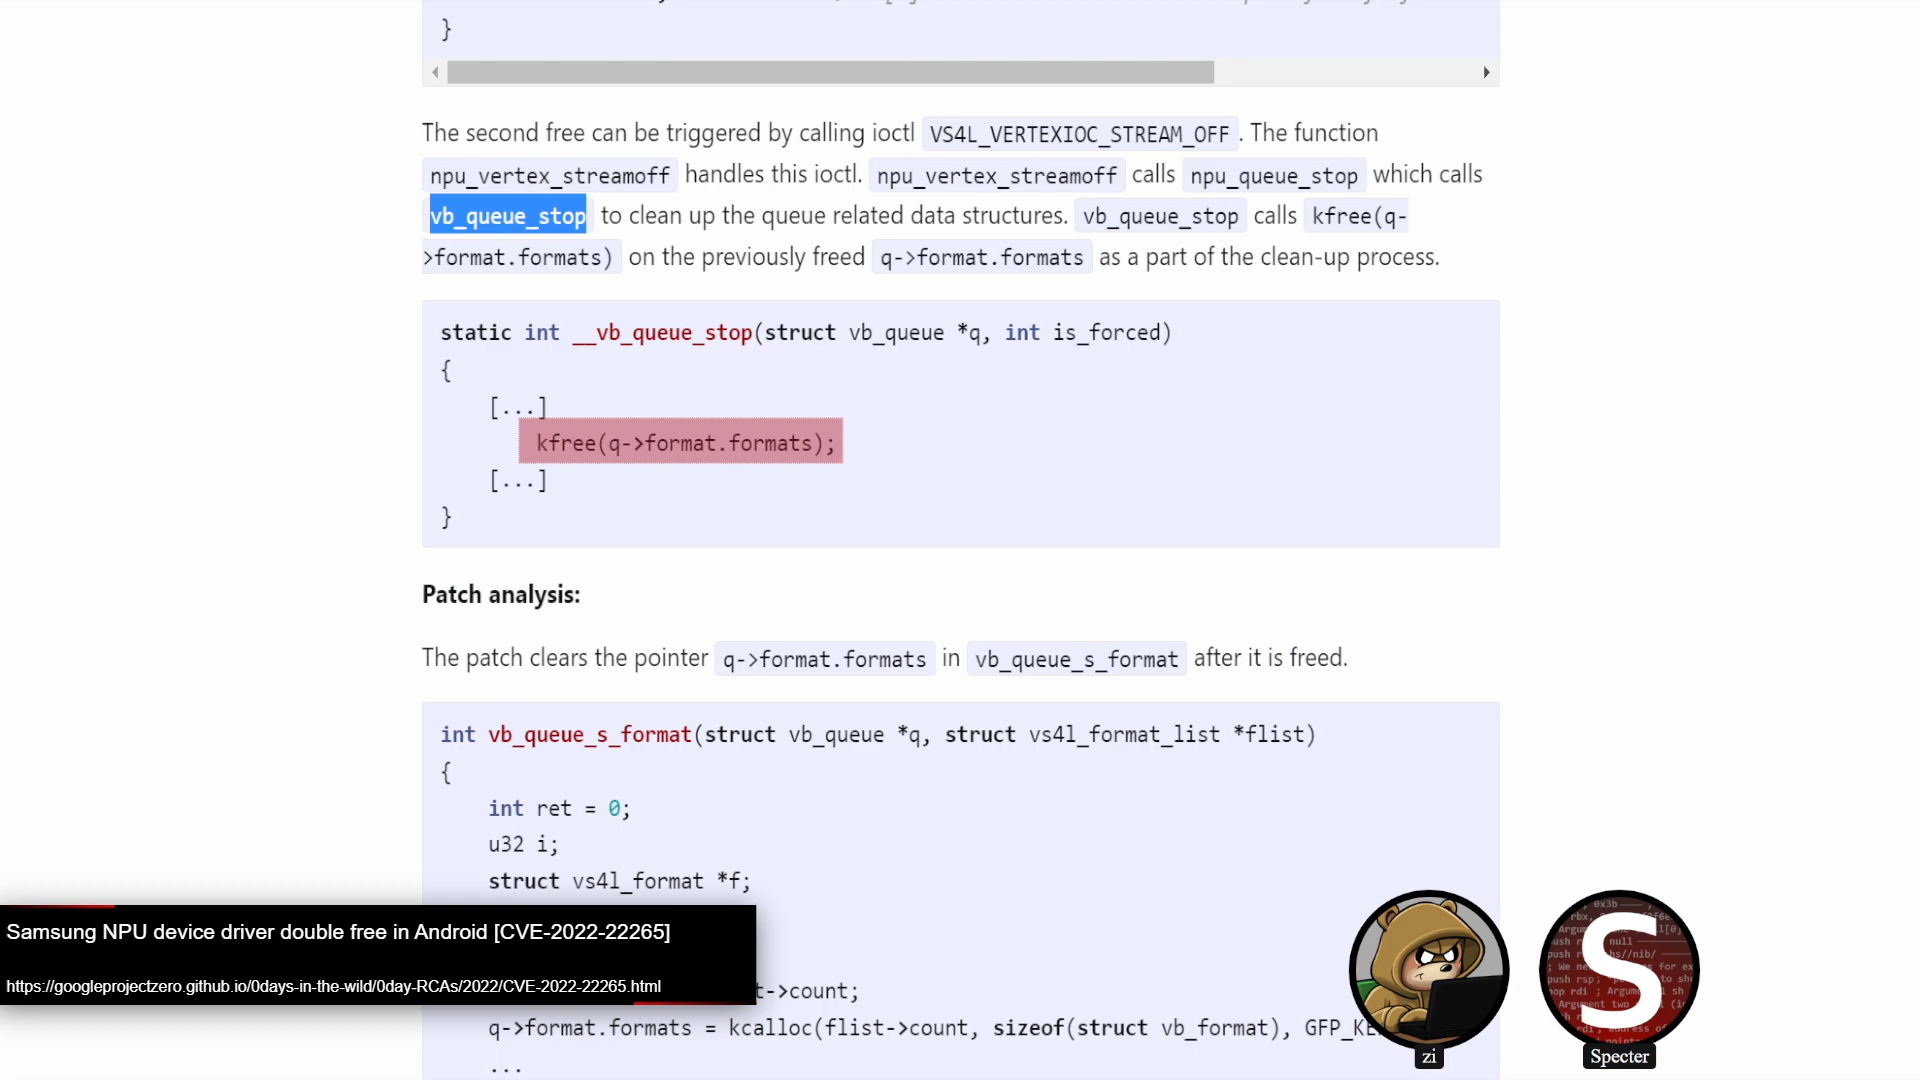 }
The second free can be triggered by calling ioctl VS4L_VERTEXIOC_STREAM_OFF. The function
npu_vertex_streamoff handles this ioctl. npu_vertex_streamoff calls npu_queue_stop which calls
vb_queue_stop to clean up the queue related data structures. vb_queue_stop calls kfree(q-
>format.formats) on the previously freed q->format.formats as a part of the clean-up process.
static int __vb_queue_stop(struct vb_queue *q, int is_forced)
{
[...]
kfree(q->format.formats);
[...]
}
Patch analysis:
The patch clears the pointer q->format.formats in vb_queue_s_format after it is freed.
int vb_queue_s_format(struct vb_queue *q, struct vs4l_format_list *flist)
{
int ret = 0;
u32 i;
struct vs4l_format *f;
Samsung NPU device driver double free in Android [CVE-2022-22265]
https://googleprojectzero.github.io/0days-in-the-wild/0day-RCAs/2022/CVE-2022-22265.html
t->count;
q->format.formats = kcalloc(flist->count, sizeof(struct vb_format), GFP_KE
...
zi
S
Specter